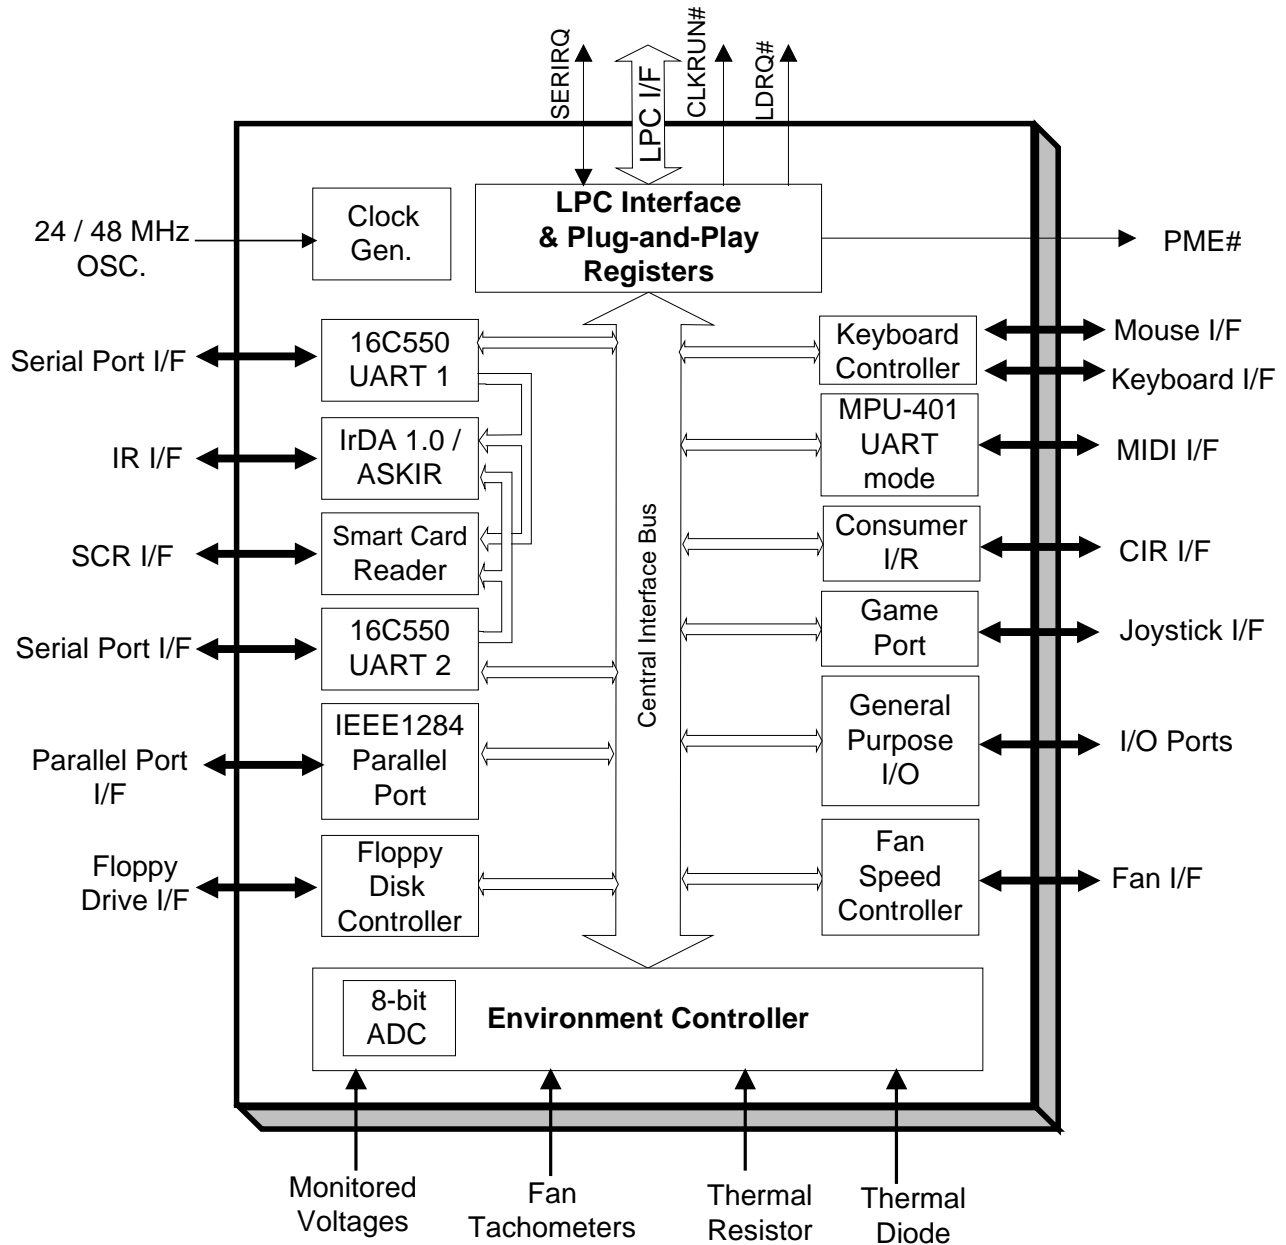 SERIRQ
LPC I/F
CLKRUN#
LDRQ#
24 / 48 MHz
OSC.
Clock
Gen.
LPC Interface
& Plug-and-Play
Registers
PME#
Serial Port I/F
16C550
UART 1
Keyboard
Controller
Mouse I/F
Keyboard I/F
IR I/F
IrDA 1.0 /
ASKIR
MPU-401
UART
mode
MIDI I/F
SCR I/F
Smart Card
Reader
Central Interface Bus
Consumer
I/R
CIR I/F
Serial Port I/F
16C550
UART 2
Game
Port
Joystick I/F
Parallel Port
I/F
IEEE1284
Parallel
Port
General
Purpose
I/O
I/O Ports
Floppy
Drive I/F
Floppy
Disk
Controller
Fan
Speed
Controller
Fan I/F
8-bit
ADC
Environment Controller
Monitored
Voltages
Fan
Tachometers
Thermal
Resistor
Thermal
Diode